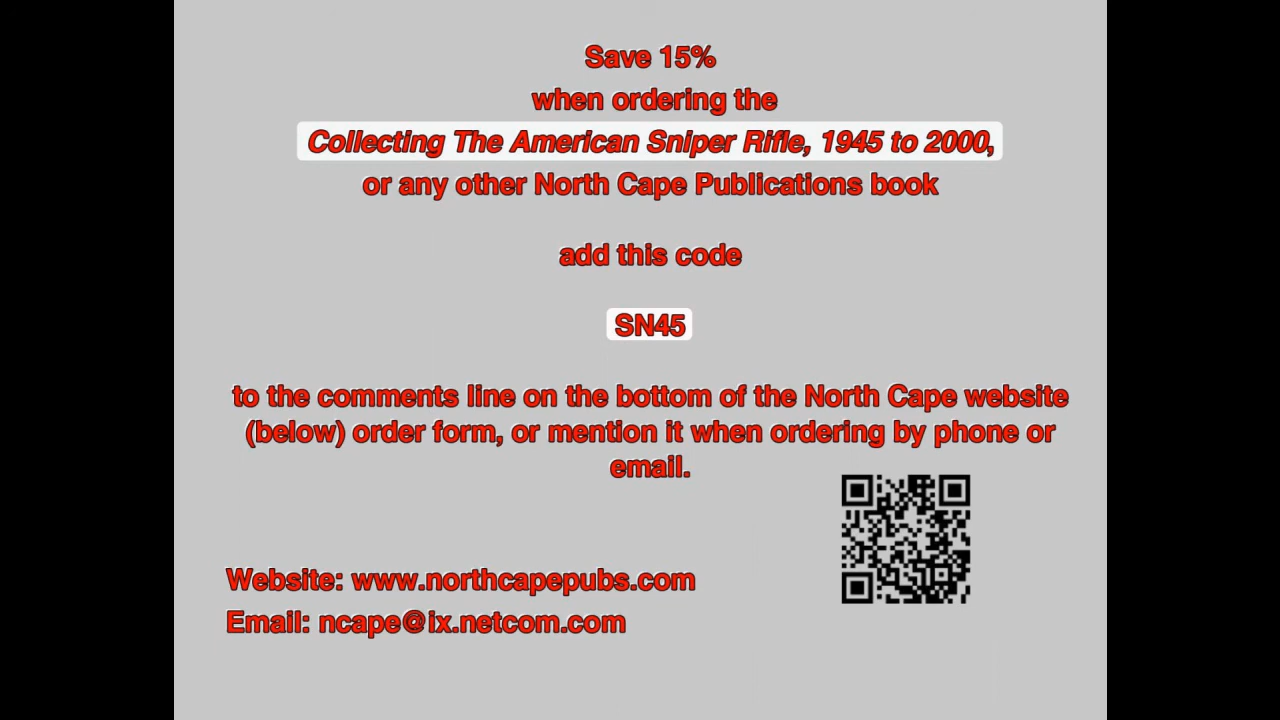 Save 15%
when ordering the
Collecting The American Sniper Rifle, 1945 to 2000,
or any other North Cape Publications book
add this code
SN45
to the comments line on the bottom of the North Cape website
(below) order form, or mention it when ordering by phone or
email.
Website: www.northcapepubs.com
Email: ncape@ix.netcom.com